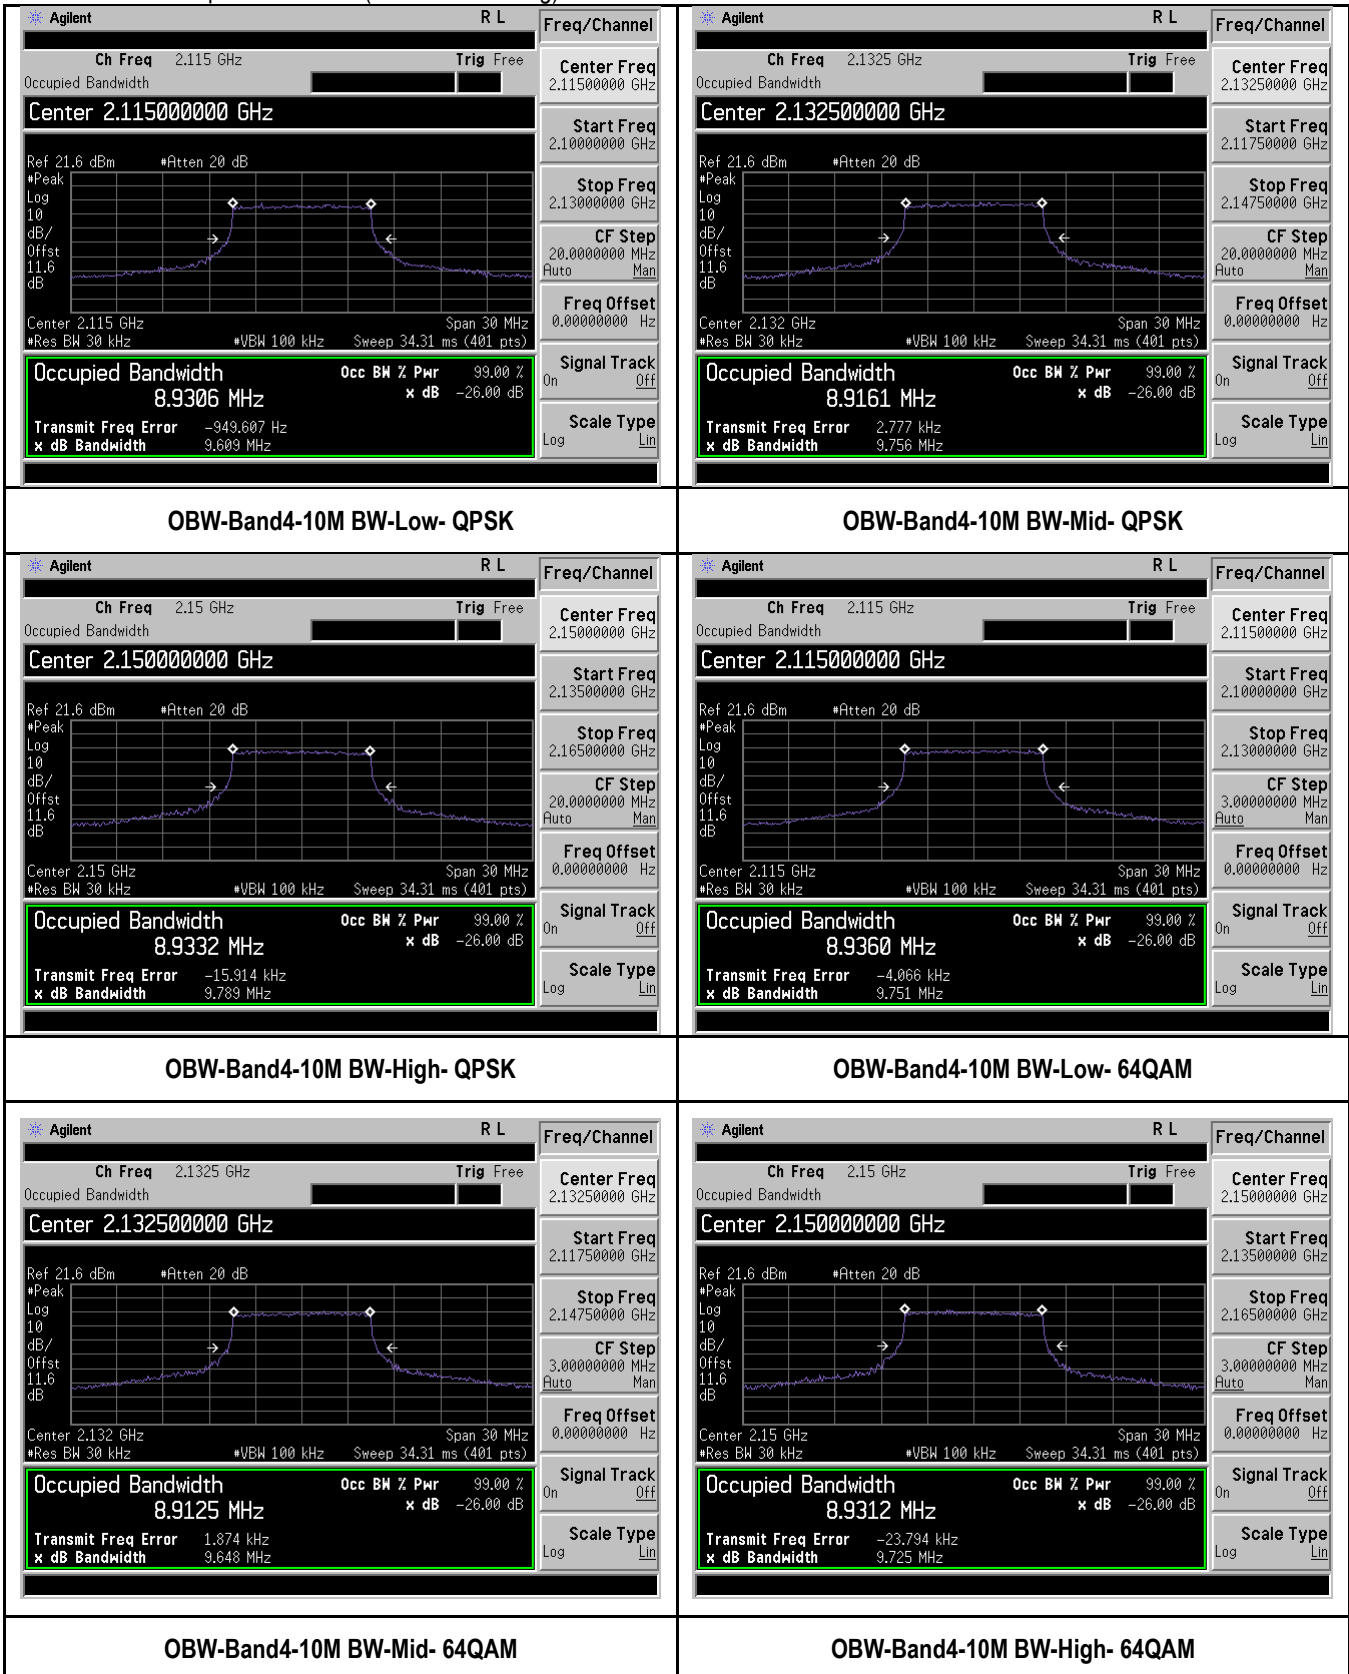 Agilent R L Freq/Channel
Ch Freq 2.115 GHz Trig Free
Occupied Bandwidth
Center 2.115000000 GHz
Ref 21.6 dBm #Atten 20 dB
#Peak
Log
10
dB/
Offst
11.6
dB
Center 2.115 GHz Span 30 MHz
#Res BW 30 kHz #VBW 100 kHz Sweep 34.31 ms (401 pts)
Occupied Bandwidth Occ BW % Pwr 99.00 %
8.9306 MHz x dB -26.00 dB
Transmit Freq Error -949.607 Hz
x dB Bandwidth 9.609 MHz
Center Freq
2.11500000 GHz
Start Freq
2.10000000 GHz
Stop Freq
2.13000000 GHz
CF Step
20.0000000 MHz
Auto Man
Freq Offset
0.00000000 Hz
Signal Track
On Off
Scale Type
Log Lin
OBW-Band4-10M BW-Low- QPSK
Agilent R L Freq/Channel
Ch Freq 2.1325 GHz Trig Free
Occupied Bandwidth
Center 2.132500000 GHz
Ref 21.6 dBm #Atten 20 dB
#Peak
Log
10
dB/
Offst
11.6
dB
Center 2.132 GHz Span 30 MHz
#Res BW 30 kHz #VBW 100 kHz Sweep 34.31 ms (401 pts)
Occupied Bandwidth Occ BW % Pwr 99.00 %
8.9161 MHz x dB -26.00 dB
Transmit Freq Error 2.777 kHz
x dB Bandwidth 9.756 MHz
Center Freq
2.13250000 GHz
Start Freq
2.11750000 GHz
Stop Freq
2.14750000 GHz
CF Step
20.0000000 MHz
Auto Man
Freq Offset
0.00000000 Hz
Signal Track
On Off
Scale Type
Log Lin
OBW-Band4-10M BW-Mid- QPSK
Agilent R L Freq/Channel
Ch Freq 2.15 GHz Trig Free
Occupied Bandwidth
Center 2.150000000 GHz
Ref 21.6 dBm #Atten 20 dB
#Peak
Log
10
dB/
Offst
11.6
dB
Center 2.15 GHz Span 30 MHz
#Res BW 30 kHz #VBW 100 kHz Sweep 34.31 ms (401 pts)
Occupied Bandwidth Occ BW % Pwr 99.00 %
8.9332 MHz x dB -26.00 dB
Transmit Freq Error -15.914 kHz
x dB Bandwidth 9.789 MHz
Center Freq
2.15000000 GHz
Start Freq
2.13500000 GHz
Stop Freq
2.16500000 GHz
CF Step
20.0000000 MHz
Auto Man
Freq Offset
0.00000000 Hz
Signal Track
On Off
Scale Type
Log Lin
OBW-Band4-10M BW-High- QPSK
Agilent R L Freq/Channel
Ch Freq 2.115 GHz Trig Free
Occupied Bandwidth
Center 2.115000000 GHz
Ref 21.6 dBm #Atten 20 dB
#Peak
Log
10
dB/
Offst
11.6
dB
Center 2.115 GHz Span 30 MHz
#Res BW 30 kHz #VBW 100 kHz Sweep 34.31 ms (401 pts)
Occupied Bandwidth Occ BW % Pwr 99.00 %
8.9360 MHz x dB -26.00 dB
Transmit Freq Error -4.066 kHz
x dB Bandwidth 9.751 MHz
Center Freq
2.11500000 GHz
Start Freq
2.10000000 GHz
Stop Freq
2.13000000 GHz
CF Step
3.00000000 MHz
Auto Man
Freq Offset
0.00000000 Hz
Signal Track
On Off
Scale Type
Log Lin
OBW-Band4-10M BW-Low- 64QAM
Agilent R L Freq/Channel
Ch Freq 2.1325 GHz Trig Free
Occupied Bandwidth
Center 2.132500000 GHz
Ref 21.6 dBm #Atten 20 dB
#Peak
Log
10
dB/
Offst
11.6
dB
Center 2.132 GHz Span 30 MHz
#Res BW 30 kHz #VBW 100 kHz Sweep 34.31 ms (401 pts)
Occupied Bandwidth Occ BW % Pwr 99.00 %
8.9125 MHz x dB -26.00 dB
Transmit Freq Error 1.874 kHz
x dB Bandwidth 9.648 MHz
Center Freq
2.13250000 GHz
Start Freq
2.11750000 GHz
Stop Freq
2.14750000 GHz
CF Step
3.00000000 MHz
Auto Man
Freq Offset
0.00000000 Hz
Signal Track
On Off
Scale Type
Log Lin
OBW-Band4-10M BW-Mid- 64QAM
Agilent R L Freq/Channel
Ch Freq 2.15 GHz Trig Free
Occupied Bandwidth
Center 2.150000000 GHz
Ref 21.6 dBm #Atten 20 dB
#Peak
Log
10
dB/
Offst
11.6
dB
Center 2.15 GHz Span 30 MHz
#Res BW 30 kHz #VBW 100 kHz Sweep 34.31 ms (401 pts)
Occupied Bandwidth Occ BW % Pwr 99.00 %
8.9312 MHz x dB -26.00 dB
Transmit Freq Error -23.794 kHz
x dB Bandwidth 9.725 MHz
Center Freq
2.15000000 GHz
Start Freq
2.13500000 GHz
Stop Freq
2.16500000 GHz
CF Step
3.00000000 MHz
Auto Man
Freq Offset
0.00000000 Hz
Signal Track
On Off
Scale Type
Log Lin
OBW-Band4-10M BW-High- 64QAM